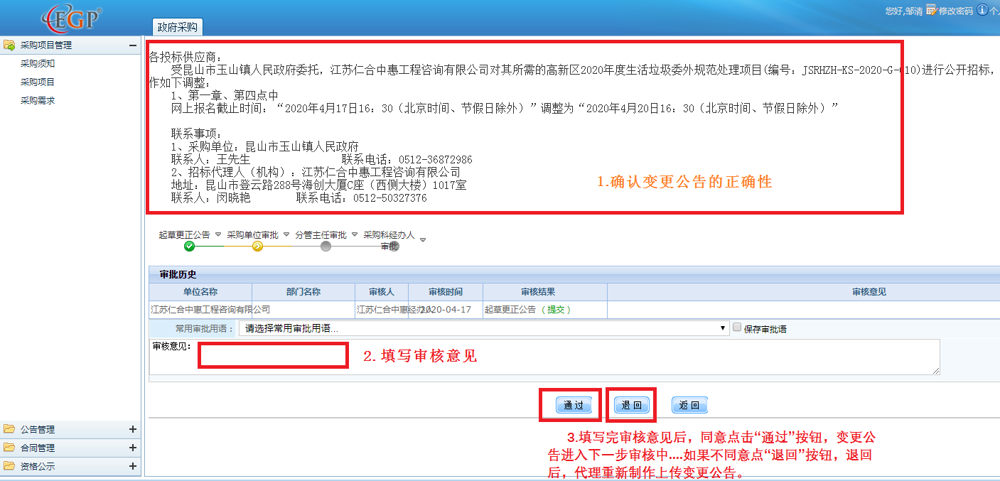 EGP
政府采购
您好,邹清 修改密码 个人
采购项目管理
采购须知
采购项目
采购需求
各投标供应商：
受昆山市玉山镇人民政府委托，江苏仁合中惠工程咨询有限公司对其所需的高新区2020年度生活垃圾委外规范处理项目(编号：JSRHZH-KS-2020-G-010)进行公开招标，
作如下调整：
1、第一章、第四点中
网上报名截止时间：“2020年4月17日16：30（北京时间、节假日除外）”调整为“2020年4月20日16：30（北京时间、节假日除外）”
联系事项：
1、采购单位：昆山市玉山镇人民政府
联系人：王先生 联系电话：0512-36872986
2、招标代理人（机构）：江苏仁合中惠工程咨询有限公司
地址：昆山市登云路288号海创大厦C座（西侧大楼）1017室
联系人：闵晓艳 联系电话：0512-50327376
1.确认变更公告的正确性
起草更正公告 采购单位审批 分管主任审批 采购科经办人
审批
审批历史
单位名称 部门名称 审核人 审核时间 审核结果 审核意见
江苏仁合中惠工程咨询有限公司 江苏仁合中惠经办人 2020-04-17 起草更正公告 （提交）
常用审批用语： 请选择常用审批用语... 保存审批语
审核意见：
2.填写审核意见
通过 退回 返回
3.填写完审核意见后，同意点击“通过”按钮，变更公
告进入下一步审核中....如果不同意点“退回”按钮，退回
后，代理重新制作上传变更公告。
公告管理
合同管理
资格公示